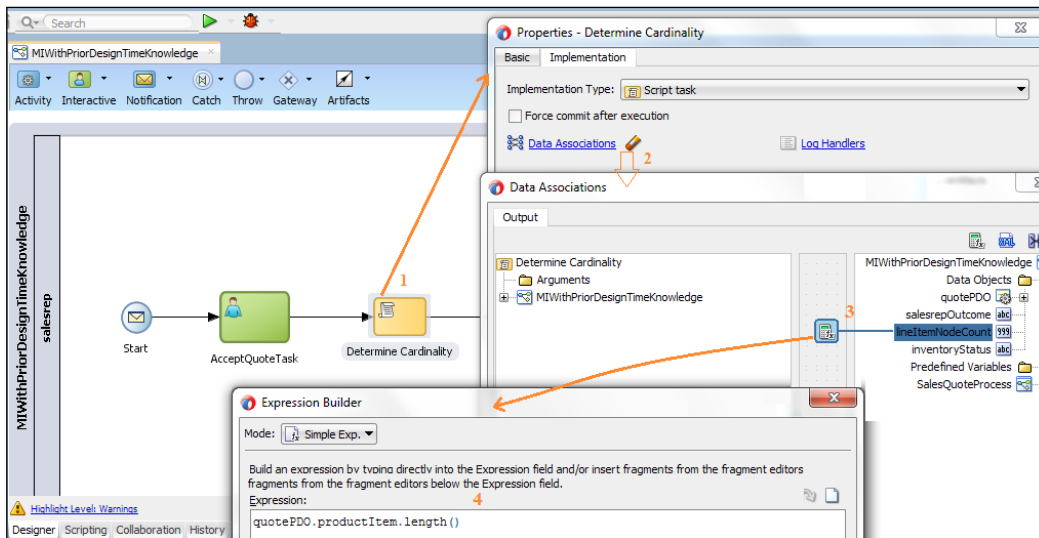 Search
MIWithPriorDesignTimeKnowledge
Activity Interactive Notification Catch Throw Gateway Artifacts
MIWithPriorDesignTimeKnowledge
salesrep
Start
AcceptQuoteTask
1
Determine Cardinality
Properties - Determine Cardinality
Basic Implementation
Implementation Type: Script task
Force commit after execution
Data Associations Log Handlers
2
Data Associations
Output
Determine Cardinality
Arguments
MIWithPriorDesignTimeKnowledge
XML
MIWithPriorDesignTimeKnowledge
Data Objects
quotePDO
salesrepOutcome abc
3
lineItemNodeCount 999
inventoryStatus abc
Predefined Variables
SalesQuoteProcess
Expression Builder
Mode: Simple Exp.
Build an expression by typing directly into the Expression field and/or insert fragments from the fragment editors
fragments from the fragment editors below the Expression field.
4
Expression:
quotePDO.productItem.length()
Highlight Level: Warnings
Designer Scripting Collaboration History